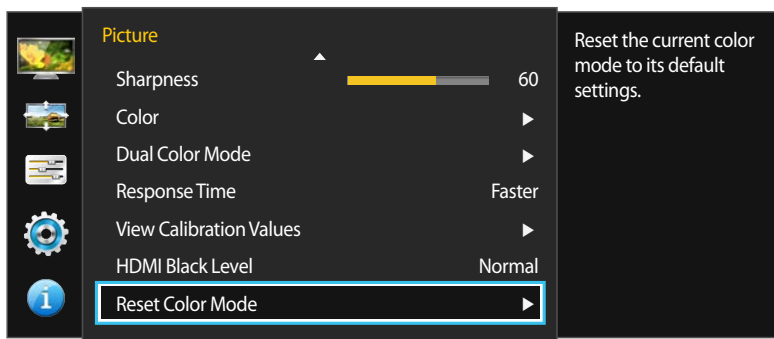 Picture
Sharpness 60
Color
Dual Color Mode
Response Time Faster
View Calibration Values
HDMI Black Level Normal
Reset Color Mode
Reset the current color
mode to its default
settings.